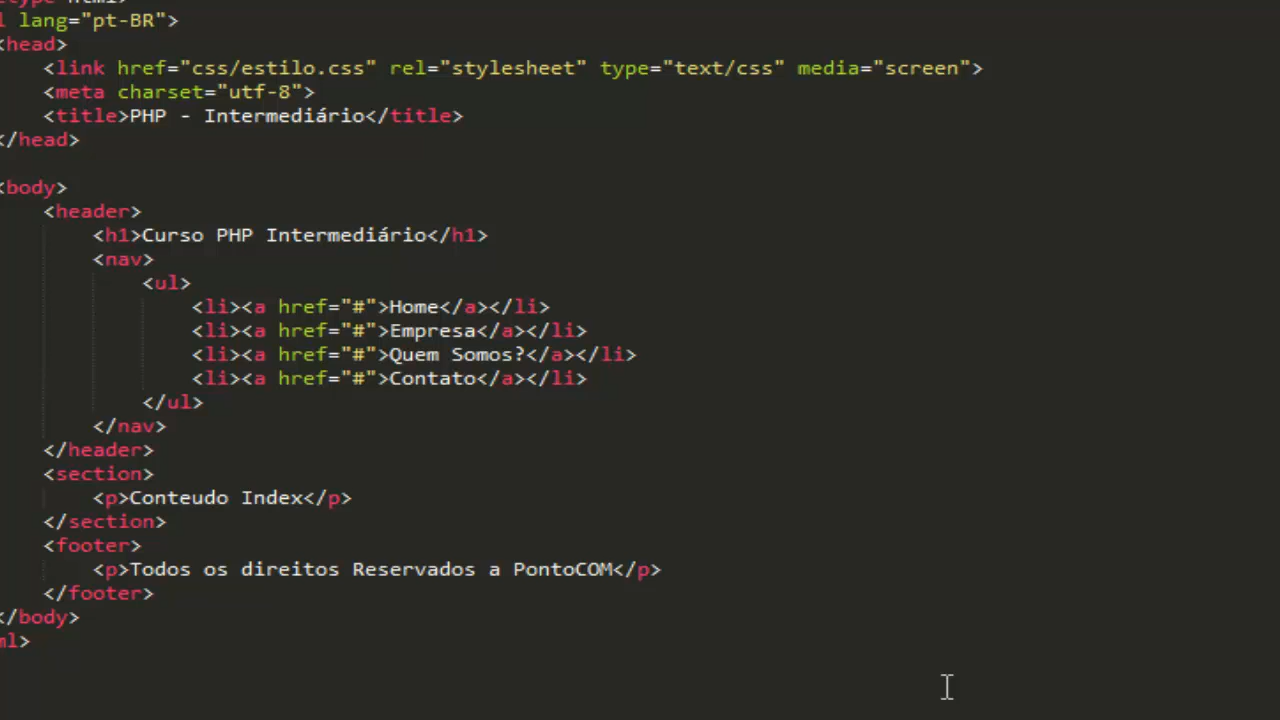 lang="pt-BR">
<head>
<link href="css/estilo.css" rel="stylesheet" type="text/css" media="screen">
<meta charset="utf-8">
<title>PHP - Intermediário</title>
</head>
<body>
<header>
<h1>Curso PHP Intermediário</h1>
<nav>
<ul>
<li><a href="#">Home</a></li>
<li><a href="#">Empresa</a></li>
<li><a href="#">Quem Somos?</a></li>
<li><a href="#">Contato</a></li>
</ul>
</nav>
</header>
<section>
<p>Conteudo Index</p>
</section>
<footer>
<p>Todos os direitos Reservados a PontoCOM</p>
</footer>
</body>
ml>